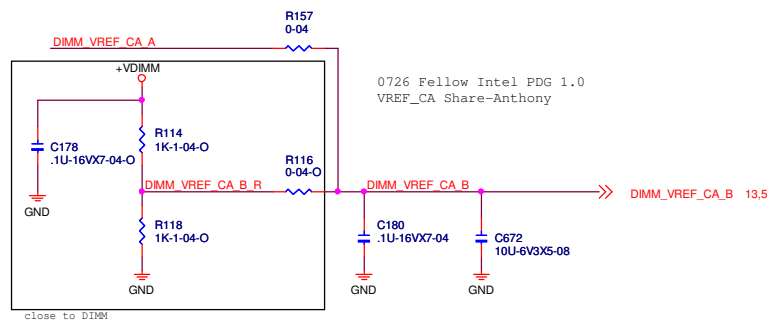 R157
0-04
DIMM_VREF_CA_A
+VDIMM
0726 Fellow Intel PDG 1.0
VREF_CA Share-Anthony
C178
.1U-16VX7-04-O
R114
1K-1-04-O
R116
0-04-O
DIMM_VREF_CA_B_R
DIMM_VREF_CA_B
DIMM_VREF_CA_B 13,5
GND
R118
1K-1-04-O
C180
.1U-16VX7-04
C672
10U-6V3X5-08
GND
GND
GND
close to DIMM